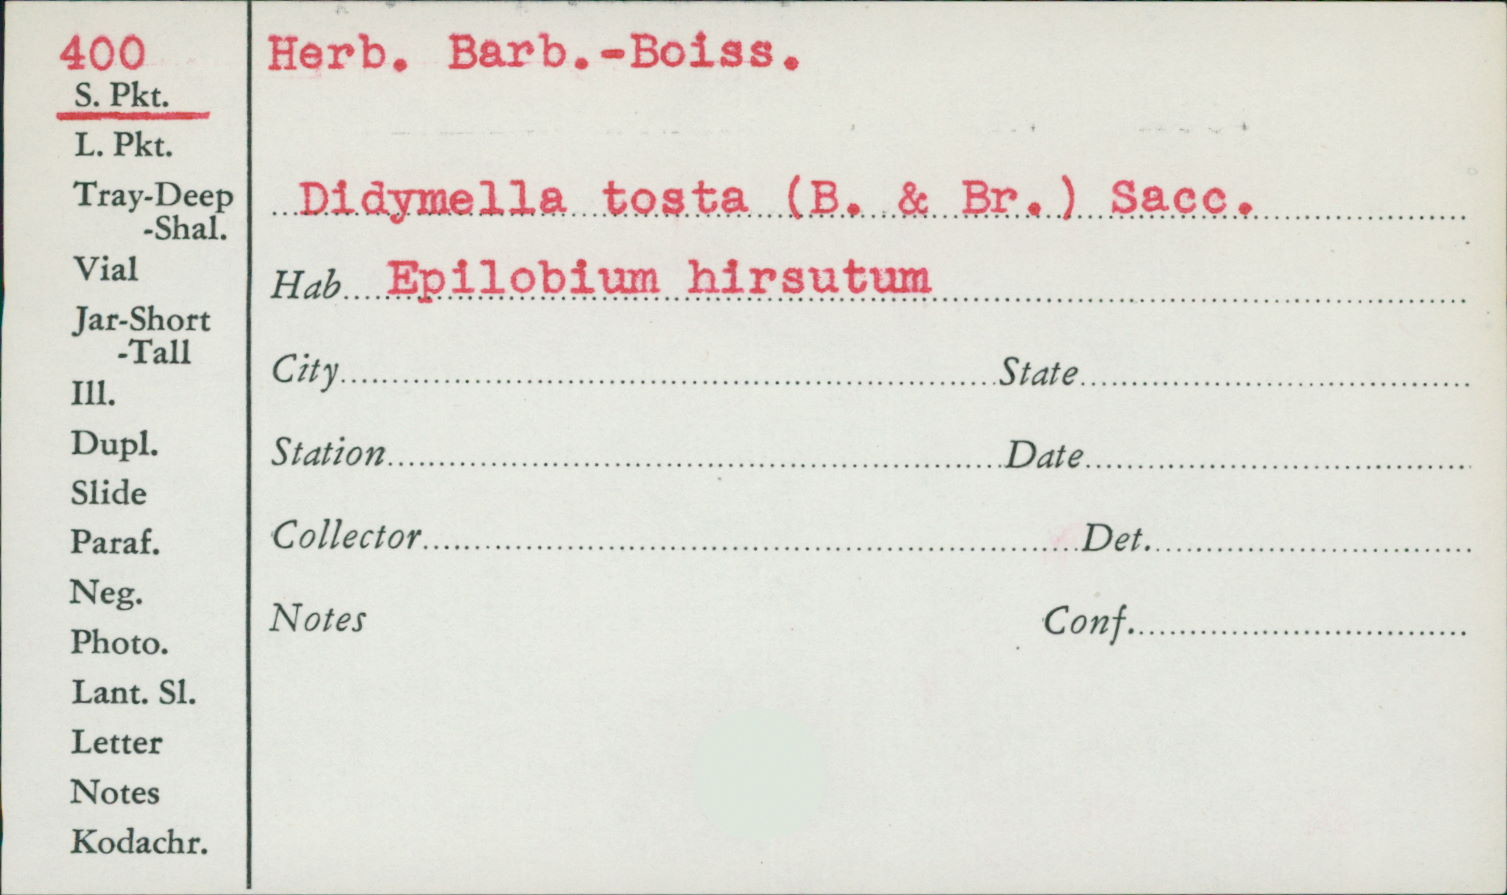 400
S. Pkt.
L. Pkt.
Tray-Deep
-Shal.
Vial
Jar-Short
-Tall
Ill.
Dupl.
Slide
Paraf.
Neg.
Photo.
Lant. Sl.
Letter
Notes
Kodachr.
Herb. Barb.-Boiss.
Didymella tosta (B. & Br.) Sacc.
Hab Epilobium hirsutum
City State
Station Date
Collector Det.
Notes Conf.